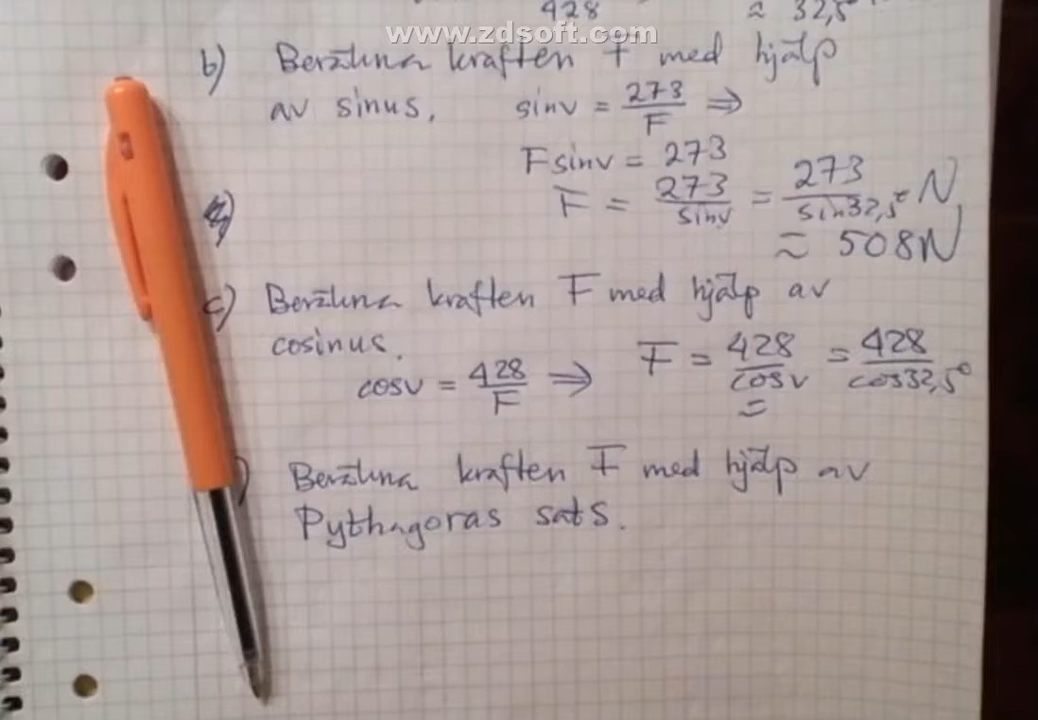 428 ≈ 32,5°
www.zdsoft.com
b) Beräkna kraften F med hjälp
av sinus. sinv = 273/F ⇒
Fsinv = 273
F = 273/sinv = 273/sin32,5° N
≈ 508N
c) Beräkna kraften F med hjälp av
cosinus.
cosv = 428/F ⇒ F = 428/cosv = 428/cos32,5°
=
) Beräkna kraften F med hjälp av
Pythagoras sats.